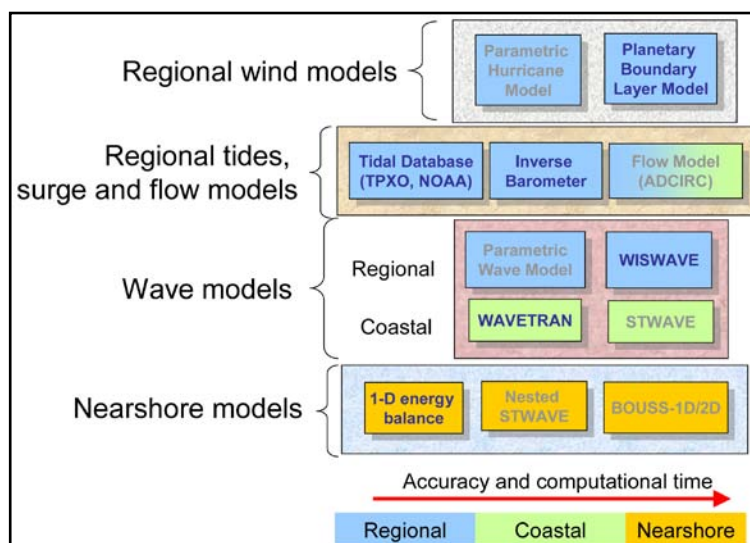 Regional wind models
Parametric
Hurricane
Model
Planetary
Boundary
Layer Model
Regional tides,
surge and flow models
Tidal Database
(TPXO, NOAA)
Inverse
Barometer
Flow Model
(ADCIRC)
Wave models
Regional
Parametric
Wave Model
WISWAVE
Coastal
WAVETRAN
STWAVE
Nearshore models
1-D energy
balance
Nested
STWAVE
BOUSS-1D/2D
Accuracy and computational time
Regional
Coastal
Nearshore